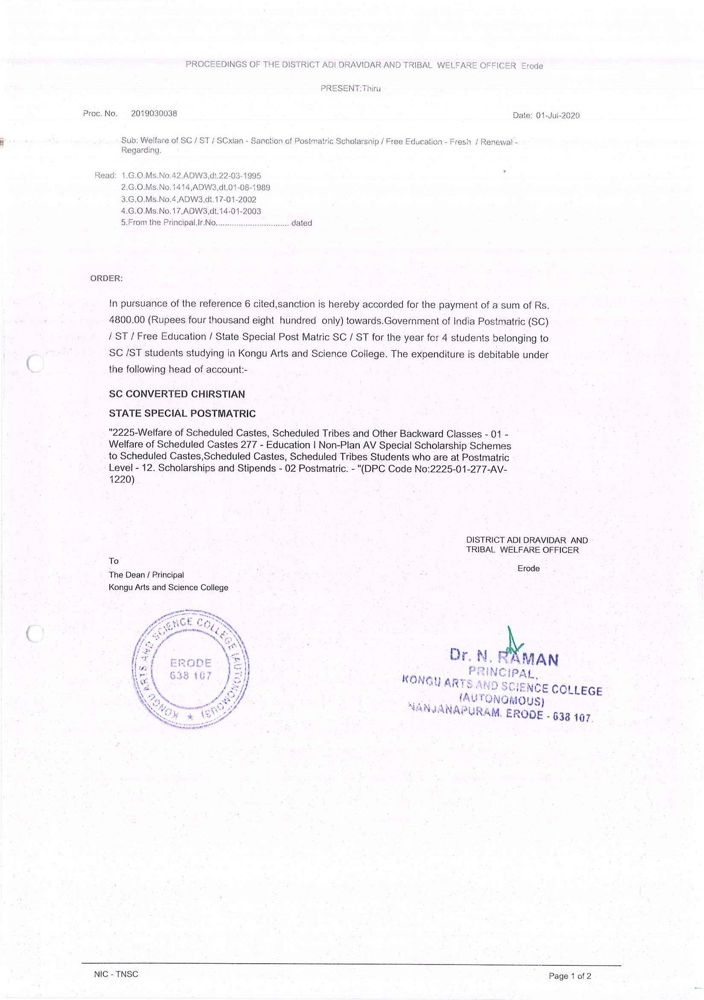 PROCEEDINGS OF THE DISTRICT ADI DRAVIDAR AND TRIBAL WELFARE OFFICER Erode
PRESENT:Thiru
Proc. No. 2019030038
Date: 01-Jul-2020
Sub: Welfare of SC / ST / SCxian - Sanction of Postmatric Scholarship / Free Education - Fresh / Renewal -
Regarding.
Read: 1.G.O.Ms.No.42,ADW3,dt.22-03-1995
2.G.O.Ms.No.1414,ADW3,dt.01-08-1989
3.G.O.Ms.No.4,ADW3,dt.17-01-2002
4.G.O.Ms.No.17,ADW3,dt.14-01-2003
5.From the Principal,lr.No................................ dated
ORDER:
In pursuance of the reference 6 cited,sanction is hereby accorded for the payment of a sum of Rs.
4800.00 (Rupees four thousand eight hundred only) towards.Government of India Postmatric (SC)
/ ST / Free Education / State Special Post Matric SC / ST for the year for 4 students belonging to
SC /ST students studying in Kongu Arts and Science College. The expenditure is debitable under
the following head of account:-
SC CONVERTED CHIRSTIAN
STATE SPECIAL POSTMATRIC
"2225-Welfare of Scheduled Castes, Scheduled Tribes and Other Backward Classes - 01 -
Welfare of Scheduled Castes 277 - Education I Non-Plan AV Special Scholarship Schemes
to Scheduled Castes,Scheduled Castes, Scheduled Tribes Students who are at Postmatric
Level - 12. Scholarships and Stipends - 02 Postmatric. - "(DPC Code No:2225-01-277-AV-
1220)
DISTRICT ADI DRAVIDAR AND
TRIBAL WELFARE OFFICER
Erode
To
The Dean / Principal
Kongu Arts and Science College
KONGU ARTS AND SCIENCE COLLEGE (AUTONOMOUS) ★
ERODE
638 107
Dr. N. RAMAN
PRINCIPAL,
KONGU ARTS AND SCIENCE COLLEGE
(AUTONOMOUS)
NANJANAPURAM. ERODE - 638 107.
NIC - TNSC
Page 1 of 2